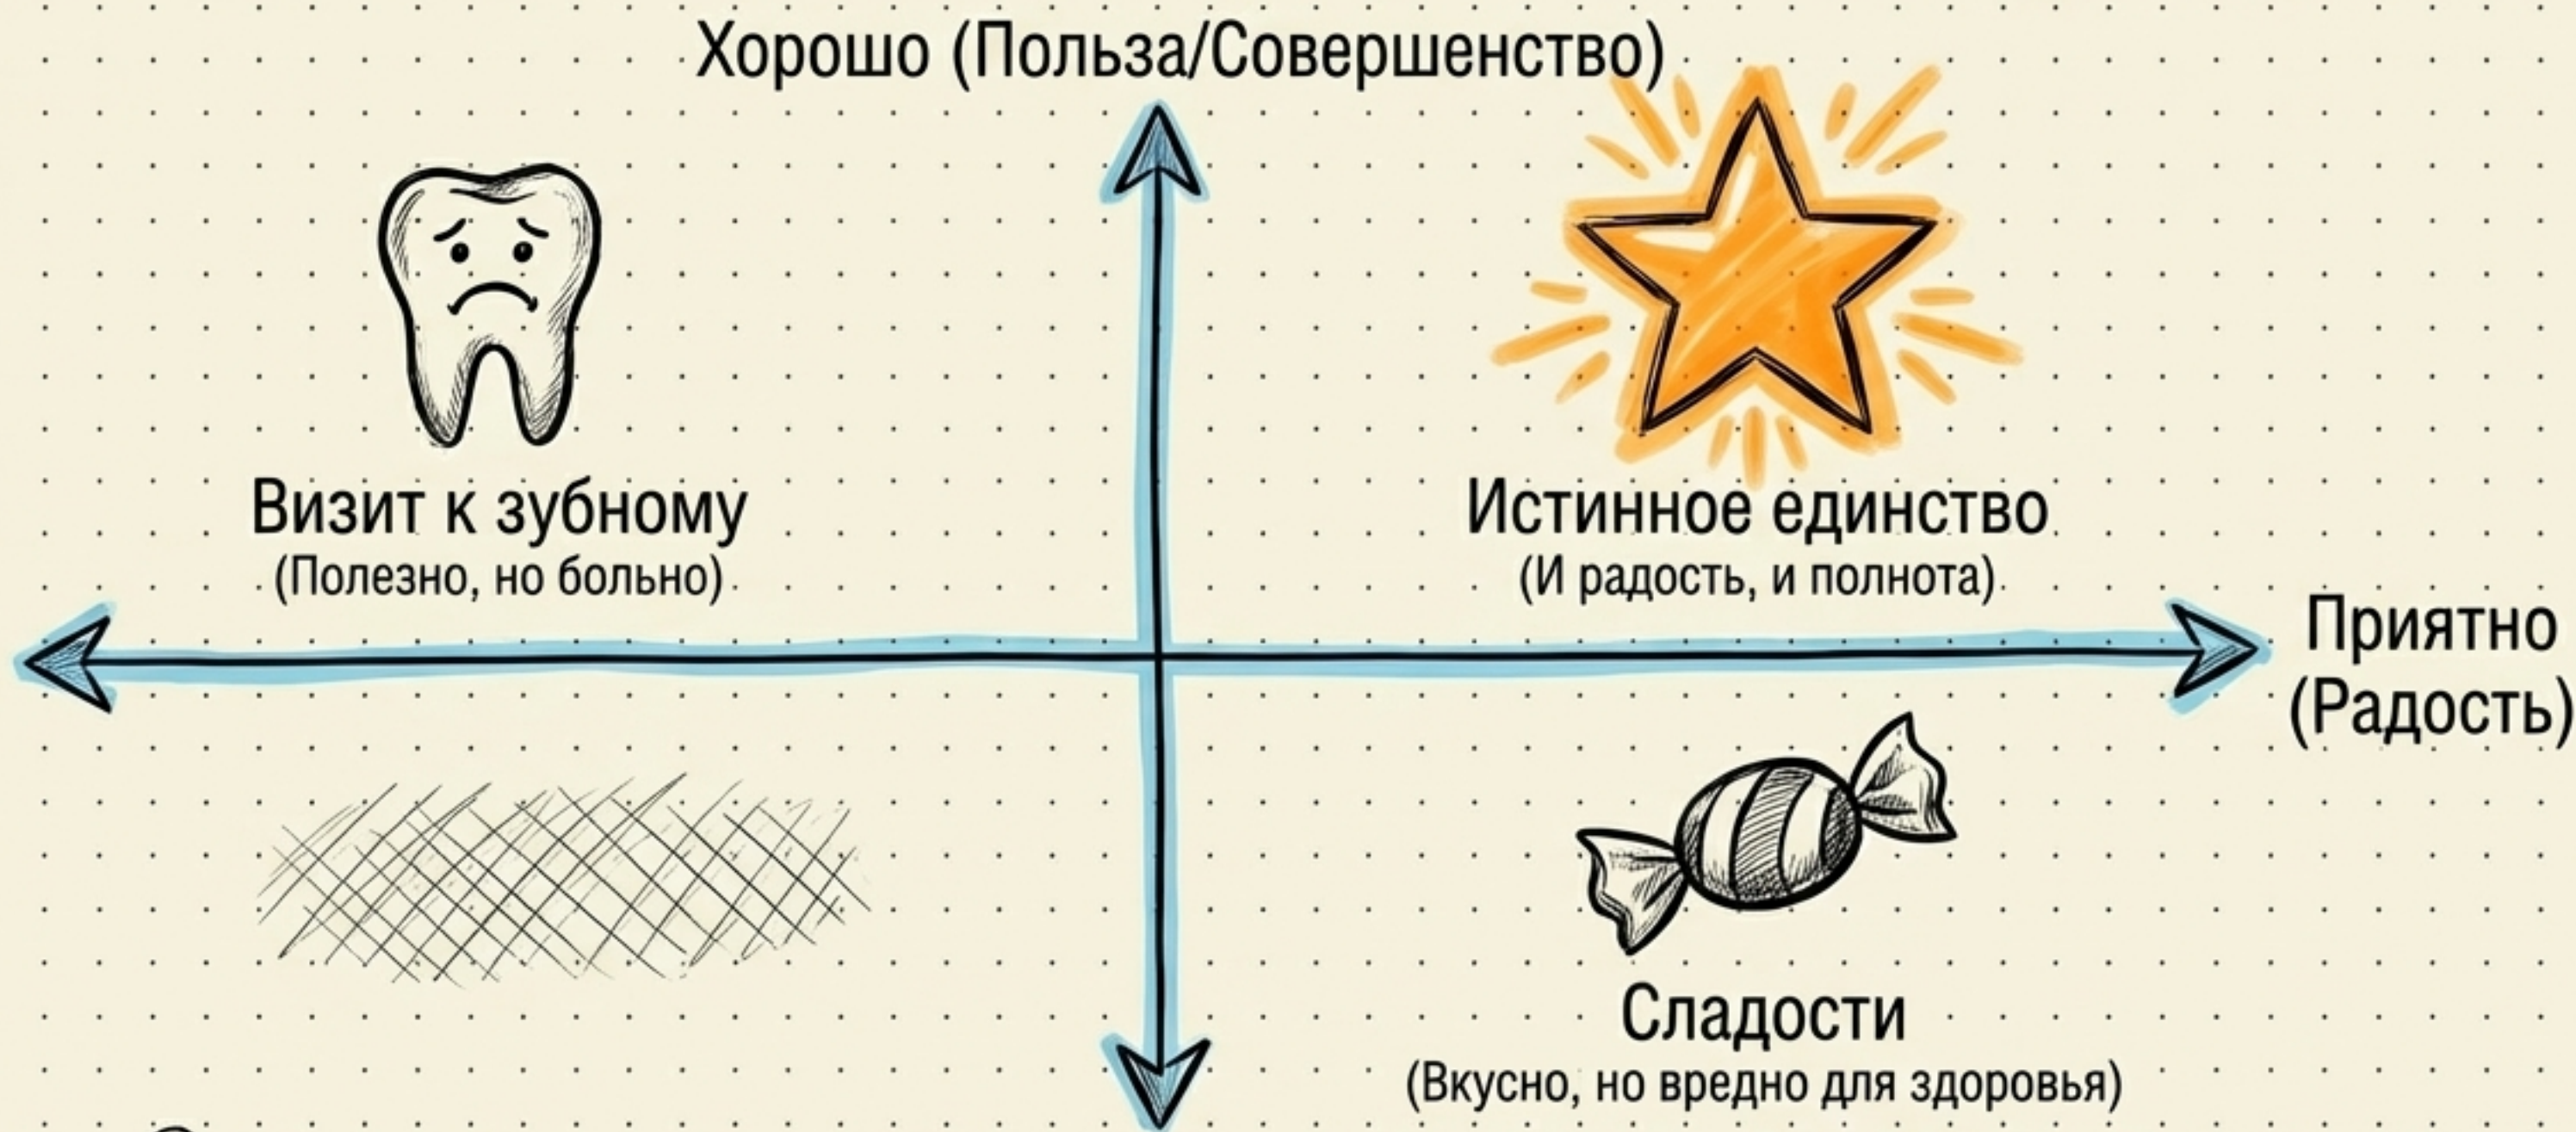 Хорошо (Польза/Совершенство)
Визит к зубному
(Полезно, но больно)
Истинное единство
(И радость, и полнота)
Приятно
(Радость)
Сладости
(Вкусно, но вредно для здоровья)